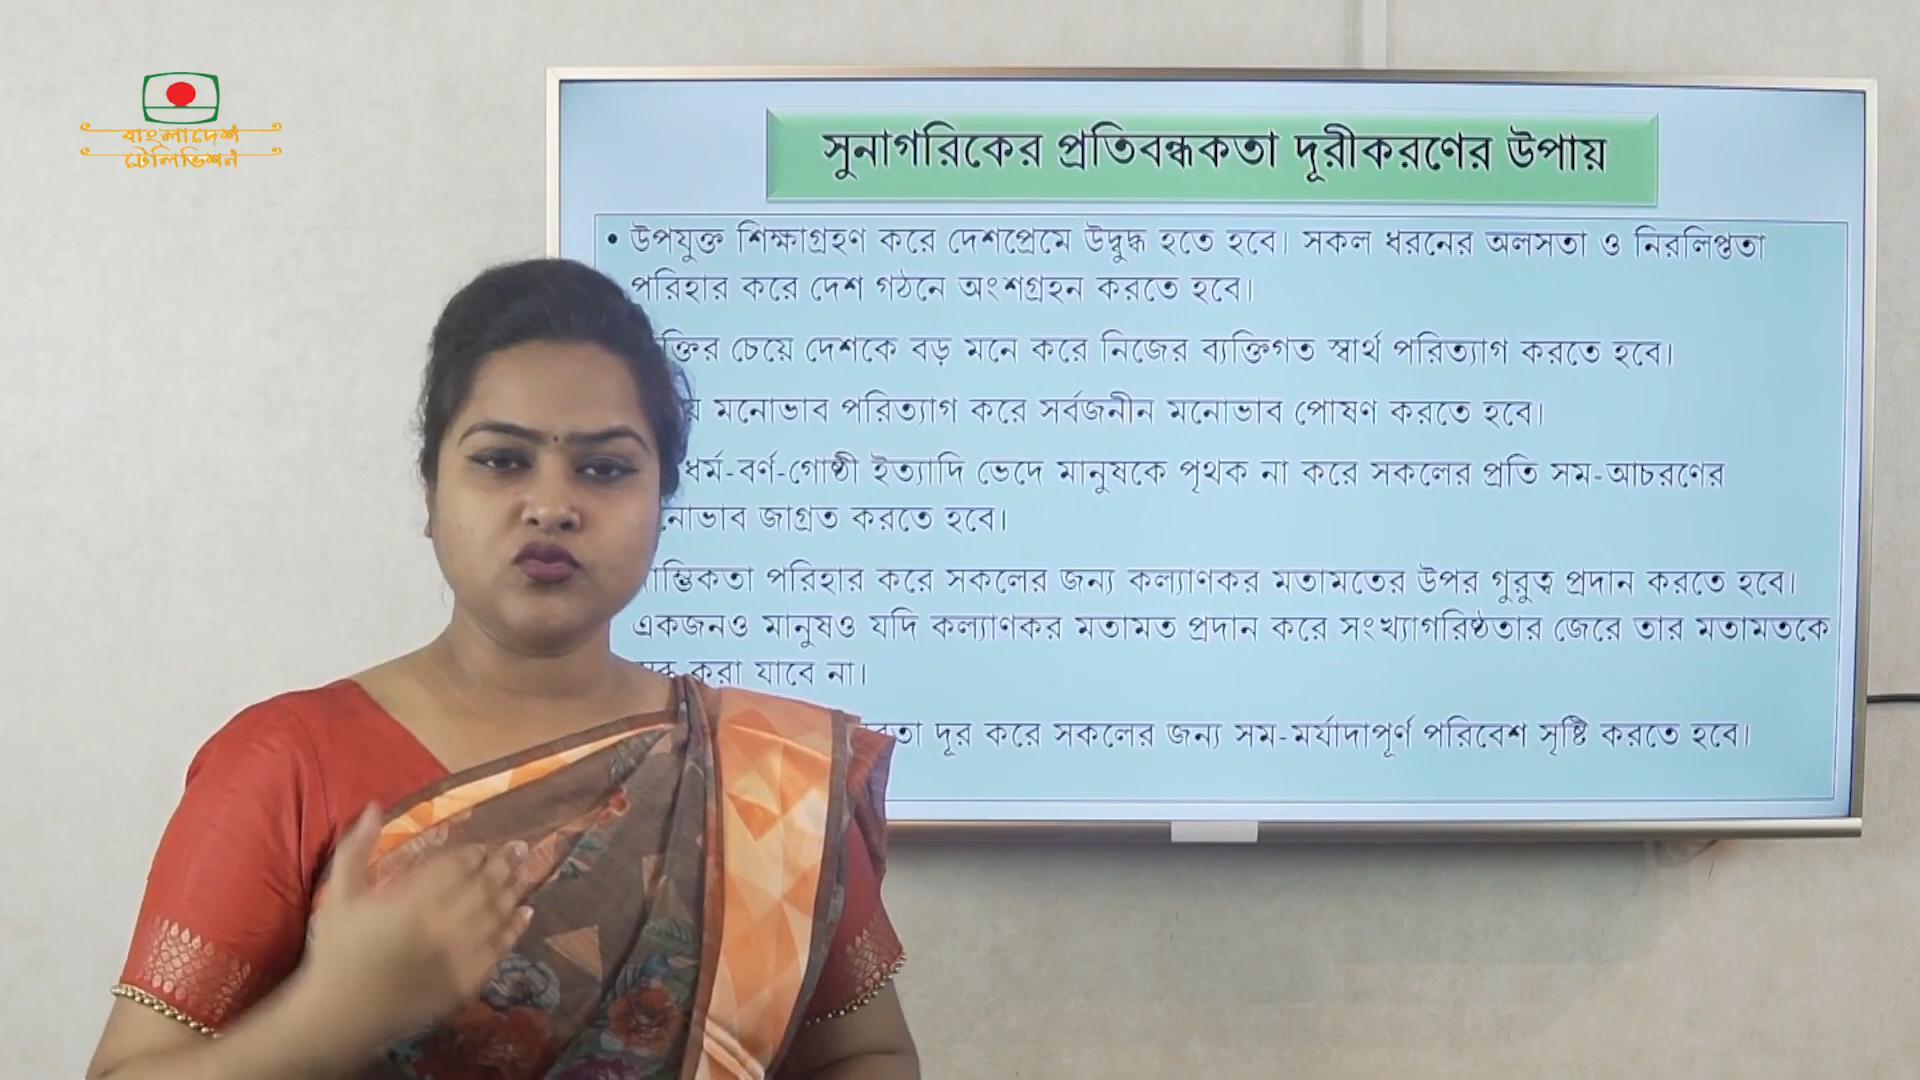 বাংলাদেশ
টেলিভিশন
সুনাগরিকের প্রতিবন্ধকতা দূরীকরণের উপায়
• উপযুক্ত শিক্ষাগ্রহণ করে দেশপ্রেমে উদ্বুদ্ধ হতে হবে। সকল ধরনের অলসতা ও নিরলিপ্ততা
পরিহার করে দেশ গঠনে অংশগ্রহন করতে হবে।
চেয়ে দেশকে বড় মনে করে নিজের ব্যক্তিগত স্বার্থ পরিত্যাগ করতে হবে।
মনোভাব পরিত্যাগ করে সর্বজনীন মনোভাব পোষণ করতে হবে।
ধর্ম-বর্ণ-গোষ্ঠী ইত্যাদি ভেদে মানুষকে পৃথক না করে সকলের প্রতি সম-আচরণের
জাগ্রত করতে হবে।
পরিহার করে সকলের জন্য কল্যাণকর মতামতের উপর গুরুত্ব প্রদান করতে হবে।
একজনও মানুষও যদি কল্যাণকর মতামত প্রদান করে সংখ্যাগরিষ্ঠতার জেরে তার মতামতকে
করা যাবে না।
দূর করে সকলের জন্য সম-মর্যাদাপূর্ণ পরিবেশ সৃষ্টি করতে হবে।